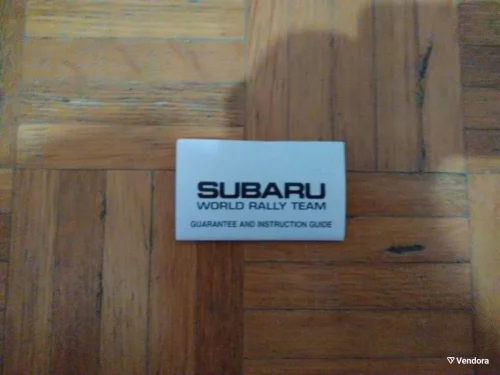 SUBARU
WORLD RALLY TEAM
GUARANTEE AND INSTRUCTION GUIDE
Vendora